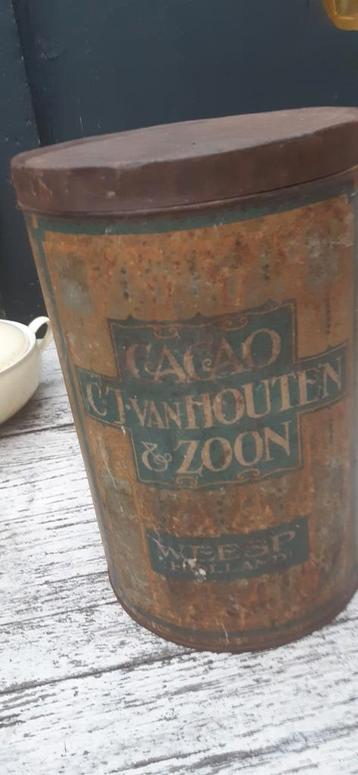 CACAO
C.J. VAN HOUTEN
& ZOON
WEESP
HOLLAND